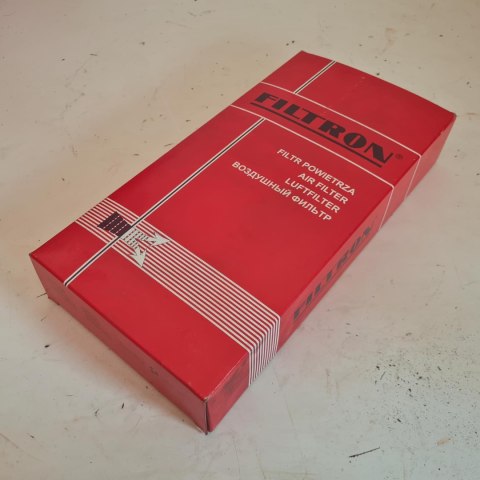 FILTRON®
FILTR POWIETRZA
AIR FILTER
LUFTFILTER
ВОЗДУШНЫЙ ФИЛЬТР
FILTRON